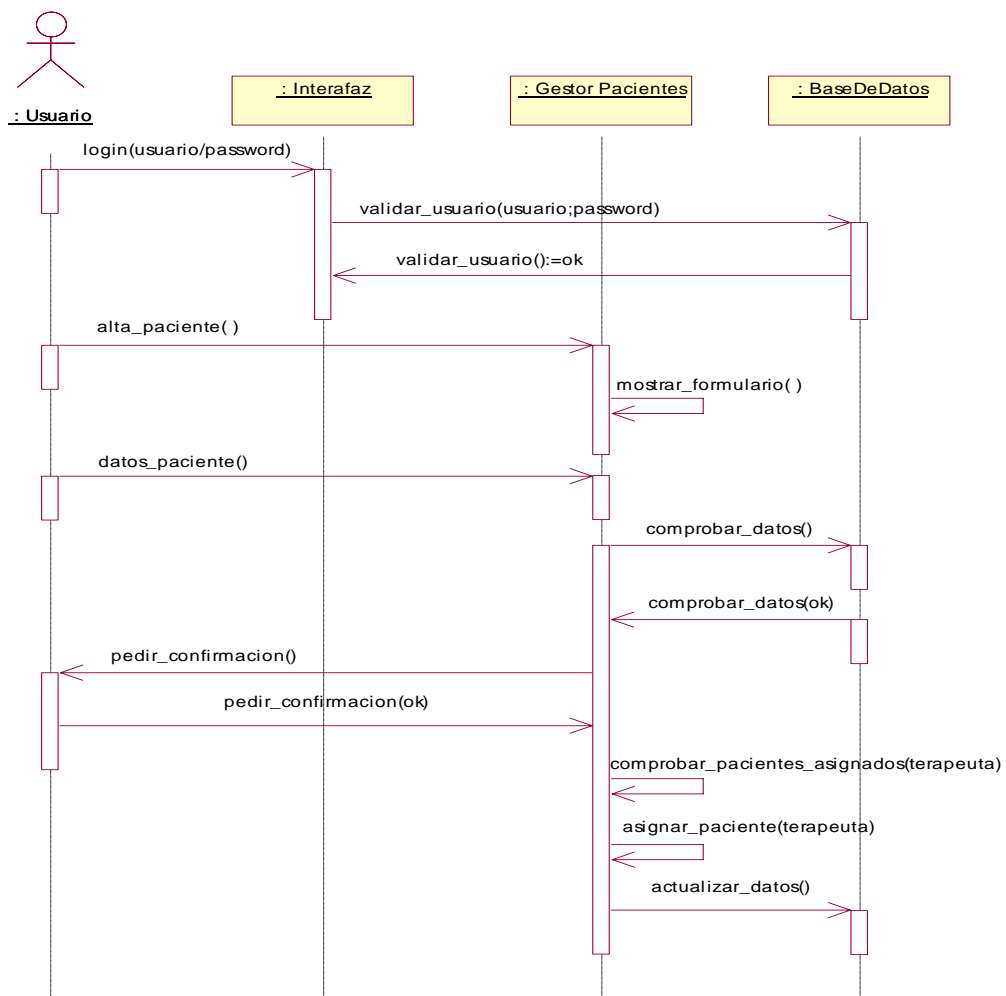 : Usuario
: Interafaz
: Gestor Pacientes
: BaseDeDatos
login(usuario/password)
validar_usuario(usuario;password)
validar_usuario():=ok
alta_paciente( )
mostrar_formulario( )
datos_paciente()
comprobar_datos()
comprobar_datos(ok)
pedir_confirmacion()
pedir_confirmacion(ok)
comprobar_pacientes_asignados(terapeuta)
asignar_paciente(terapeuta)
actualizar_datos()